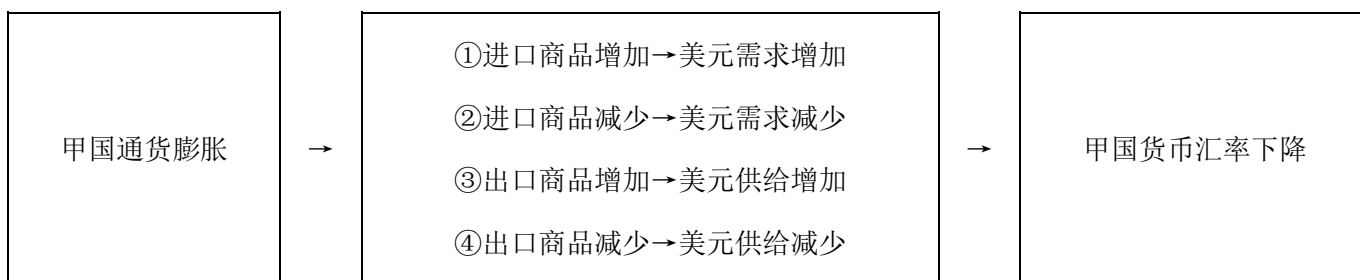 甲国通货膨胀
→
①进口商品增加→美元需求增加
②进口商品减少→美元需求减少
③出口商品增加→美元供给增加
④出口商品减少→美元供给减少
→
甲国货币汇率下降